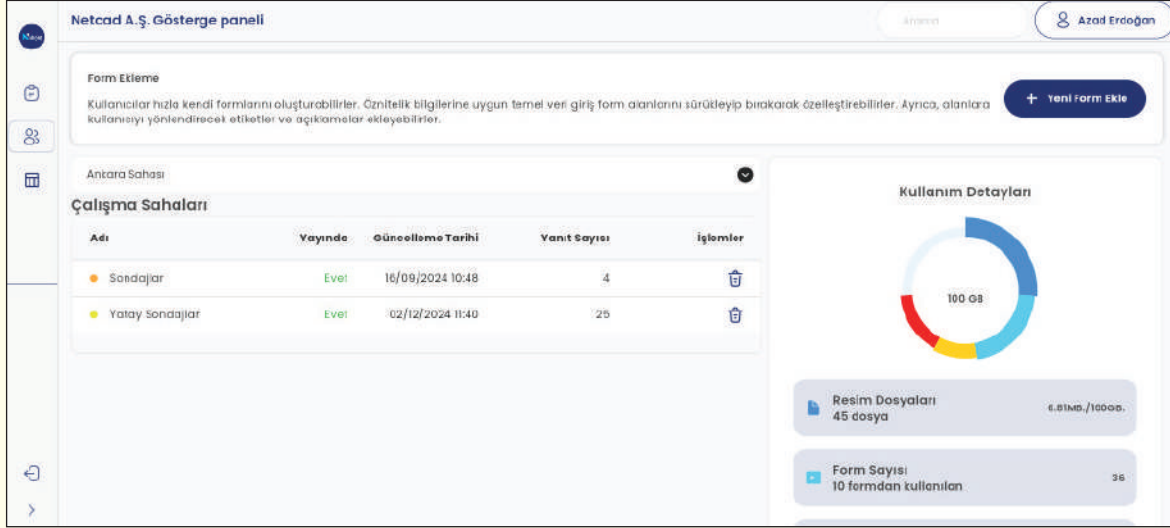 Netcad
Netcad A.Ş. Gösterge paneli
Arama
Azad Erdoğan
Form Ekleme
Kullanıcılar hızla kendi formlarını oluşturabilirler. Öznitelik bilgilerine uygun temel veri giriş form alanlarını sürükleyip bırakarak özelleştirebilirler. Ayrıca, alanlara
kullanıcıyı yönlendirecek etiketler ve açıklamalar ekleyebilirler.
+ Yeni Form Ekle
Ankara Sahası
Çalışma Sahaları
Adı Yayında Güncelleme Tarihi Yanıt Sayısı İşlemler
Sondajlar Evet 16/09/2024 10:48 4
Yatay Sondajlar Evet 02/12/2024 11:40 25
Kullanım Detayları
100 GB
Resim Dosyaları
45 dosya
6.81MB./100GB.
Form Sayısı
10 formdan kullanılan
36